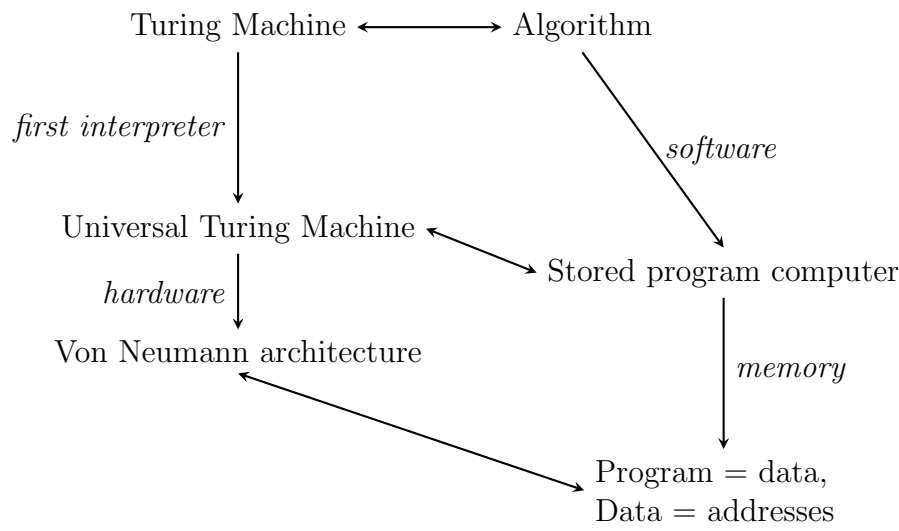 Turing Machine
Algorithm
first interpreter
software
Universal Turing Machine
Stored program computer
hardware
Von Neumann architecture
memory
Program = data,
Data = addresses